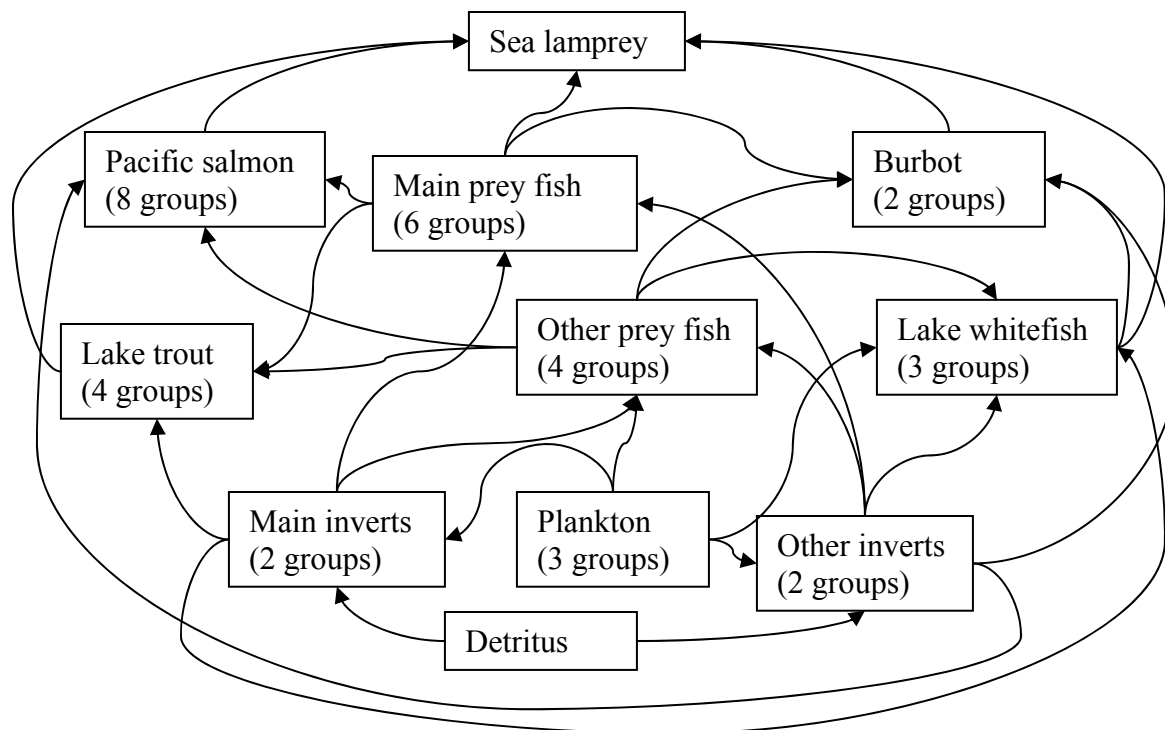 Sea lamprey
Pacific salmon
(8 groups)
Main prey fish
(6 groups)
Burbot
(2 groups)
Lake trout
(4 groups)
Other prey fish
(4 groups)
Lake whitefish
(3 groups)
Main inverts
(2 groups)
Plankton
(3 groups)
Other inverts
(2 groups)
Detritus